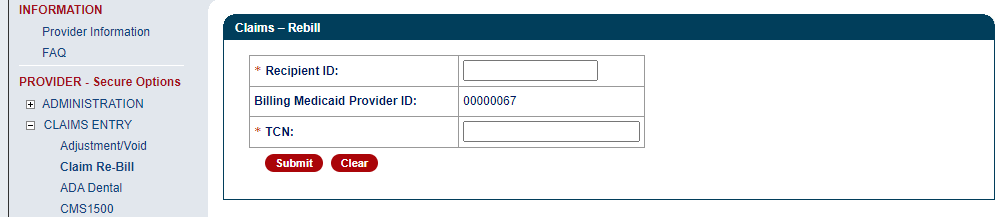 INFORMATION
Provider Information
FAQ
PROVIDER - Secure Options
ADMINISTRATION
CLAIMS ENTRY
Adjustment/Void
Claim Re-Bill
ADA Dental
CMS1500
Claims – Rebill
* Recipient ID:
Billing Medicaid Provider ID: 00000067
* TCN:
Submit Clear